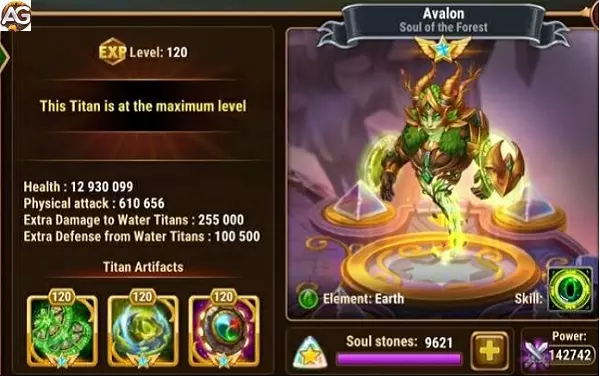 AG
Avalon
Soul of the Forest
EXP Level: 120
This Titan is at the maximum level
Health : 12 930 099
Physical attack : 610 656
Extra Damage to Water Titans : 255 000
Extra Defense from Water Titans : 100 500
Titan Artifacts
120 120 120
Element: Earth
Skill:
Soul stones: 9621
Power:
142742